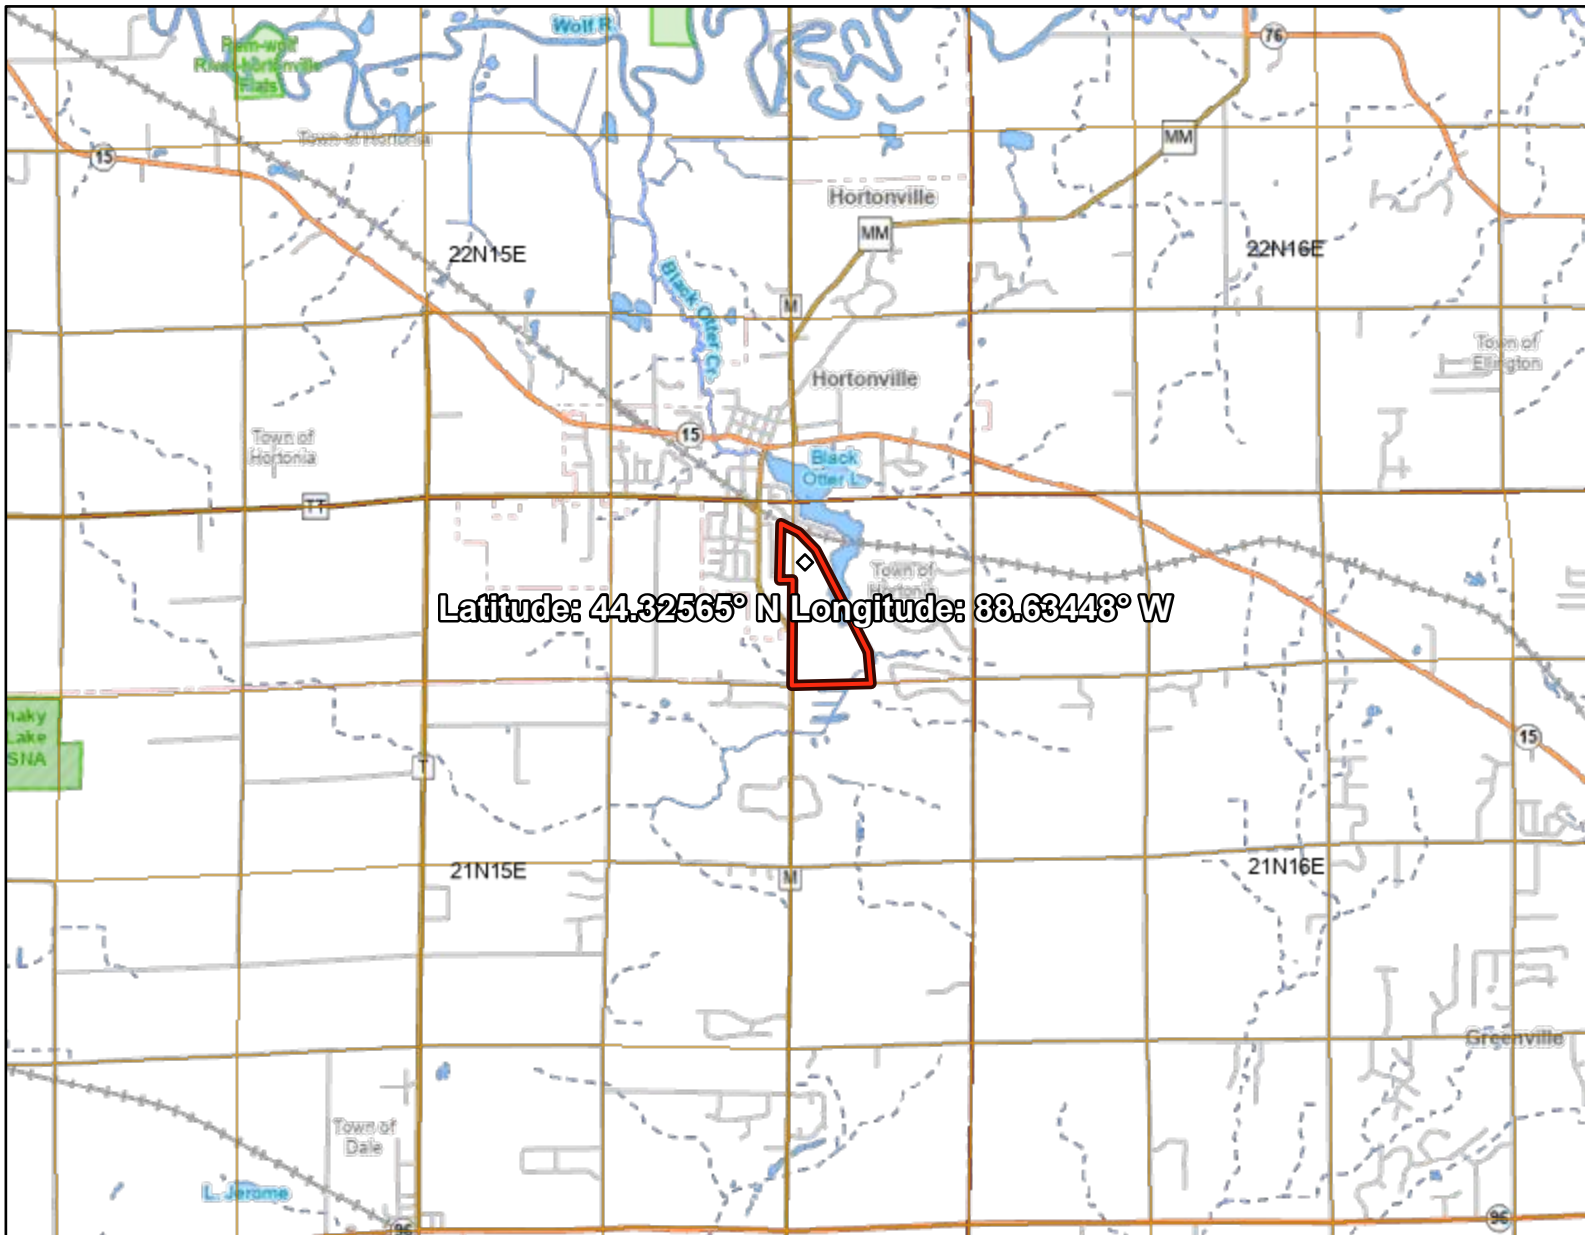 Wolf R.
76
Rem-wolf
River-hortonville
Flats
Town of Hortonia
MM
15
Hortonville
MM
22N15E
22N16E
Black Otter Cr.
M
Town of
Ellington
Hortonville
15
Town of
Hortonia
Black
Otter L.
TT
Town of
Hortonia
Latitude: 44.32565° N Longitude: 88.63448° W
haky
Lake
SNA
15
T
21N15E
21N16E
M
Greenville
Town of
Dale
L. Jerome
96
96